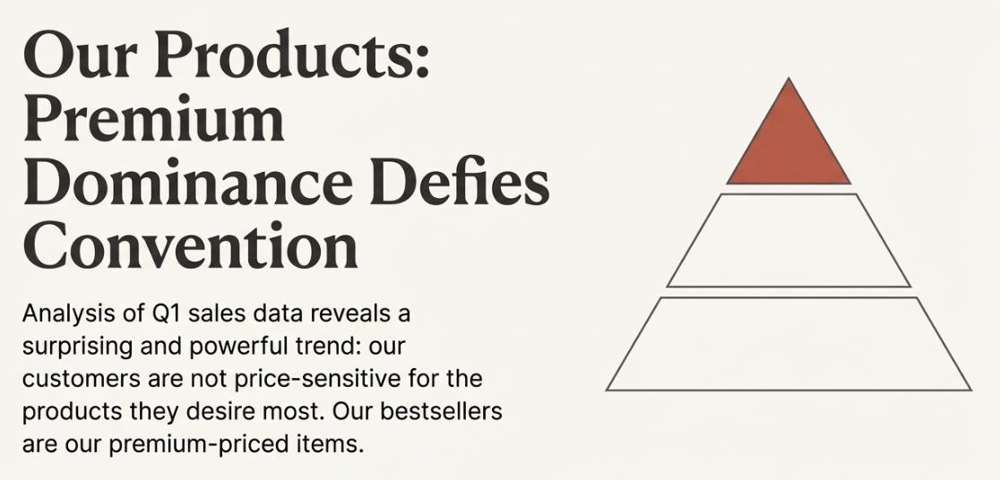 Our Products:
Premium
Dominance Defies
Convention
Analysis of Q1 sales data reveals a
surprising and powerful trend: our
customers are not price-sensitive for the
products they desire most. Our bestsellers
are our premium-priced items.